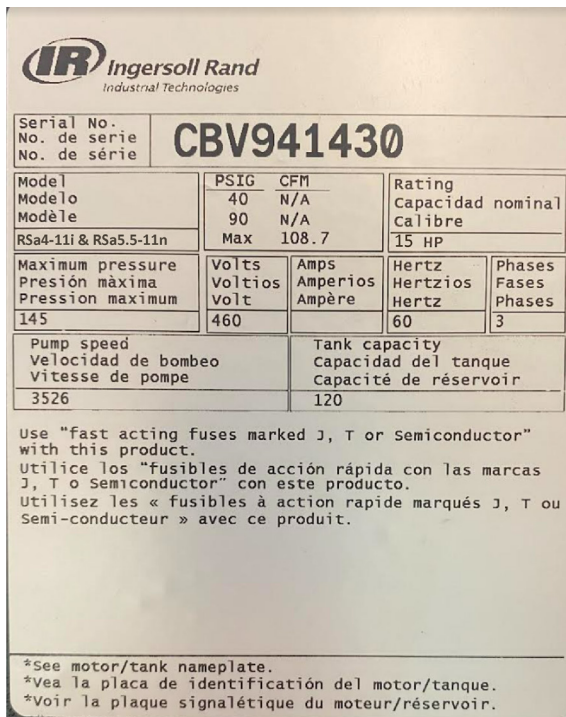 IR Ingersoll Rand
Industrial Technologies
Serial No.
No. de serie
No. de série
CBV941430
Model
Modelo
Modèle
RSa4-11i & RSa5.5-11n
PSIG CFM
40 N/A
90 N/A
Max 108.7
Rating
Capacidad nominal
Calibre
15 HP
Maximum pressure
Presión màxima
Pression maximum
145
Volts
Voltios
Volt
460
Amps
Amperios
Ampère
Hertz
Hertzios
Hertz
60
Phases
Fases
Phases
3
Pump speed
Velocidad de bombeo
Vitesse de pompe
3526
Tank capacity
Capacidad del tanque
Capacité de réservoir
120
Use "fast acting fuses marked J, T or Semiconductor"
with this product.
Utilice los "fusibles de acción rápida con las marcas
J, T o Semiconductor" con este producto.
Utilisez les « fusibles à action rapide marqués J, T ou
Semi-conducteur » avec ce produit.
*See motor/tank nameplate.
*Vea la placa de identificación del motor/tanque.
*Voir la plaque signalétique du moteur/réservoir.